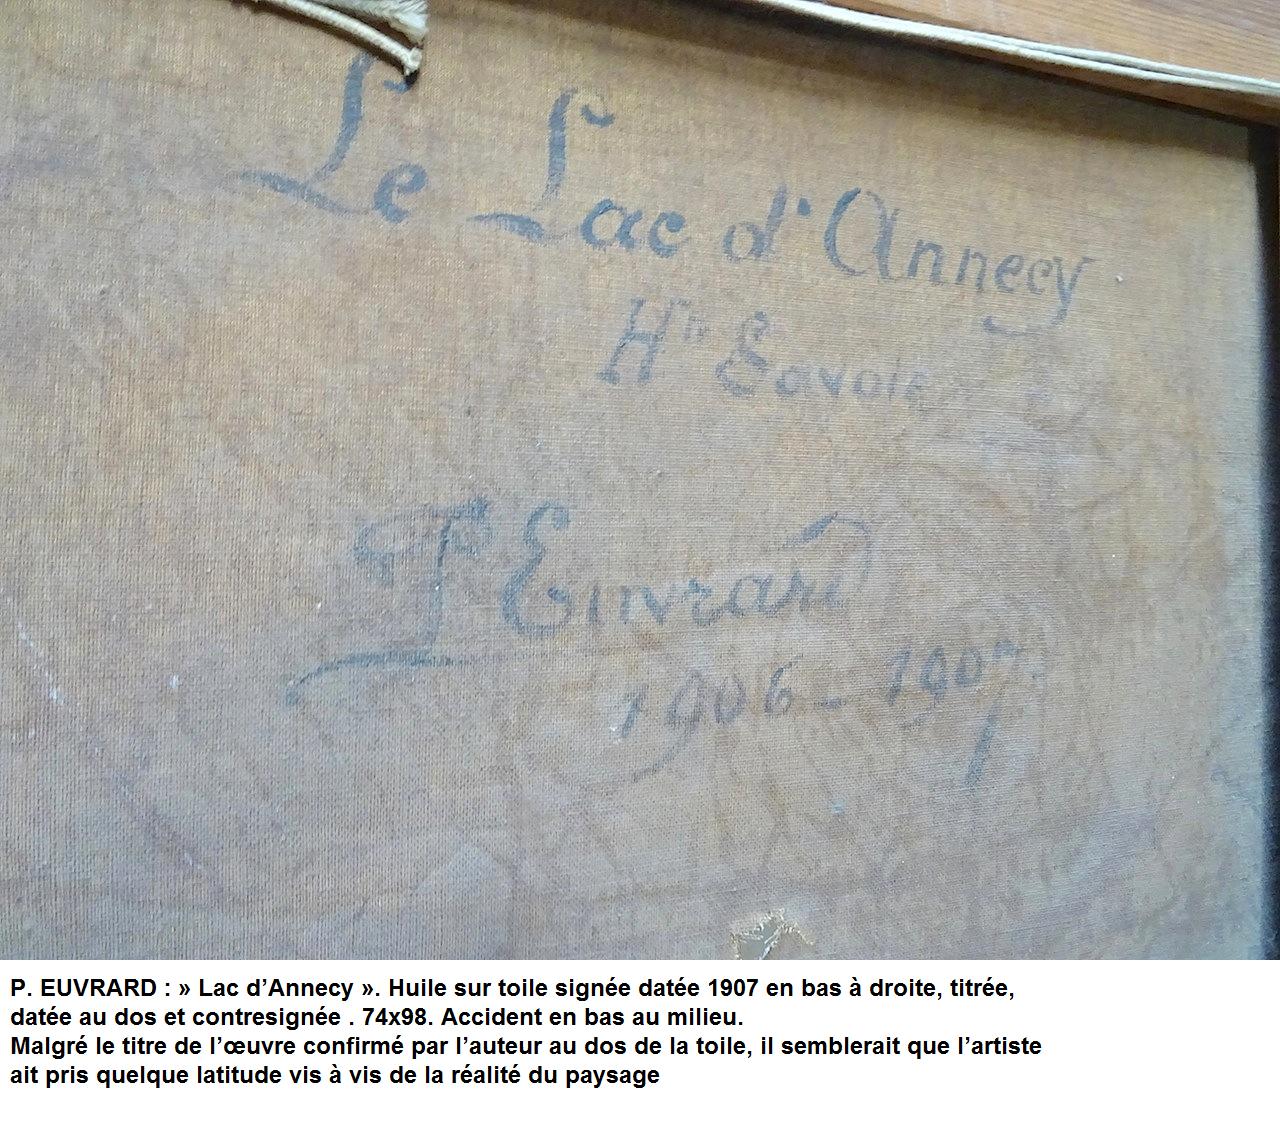 Le Lac d'Annecy
Hte Savoie
P Euvrard
1906 - 1907
P. EUVRARD : » Lac d’Annecy ». Huile sur toile signée datée 1907 en bas à droite, titrée,
datée au dos et contresignée . 74x98. Accident en bas au milieu.
Malgré le titre de l’œuvre confirmé par l’auteur au dos de la toile, il semblerait que l’artiste
ait pris quelque latitude vis à vis de la réalité du paysage